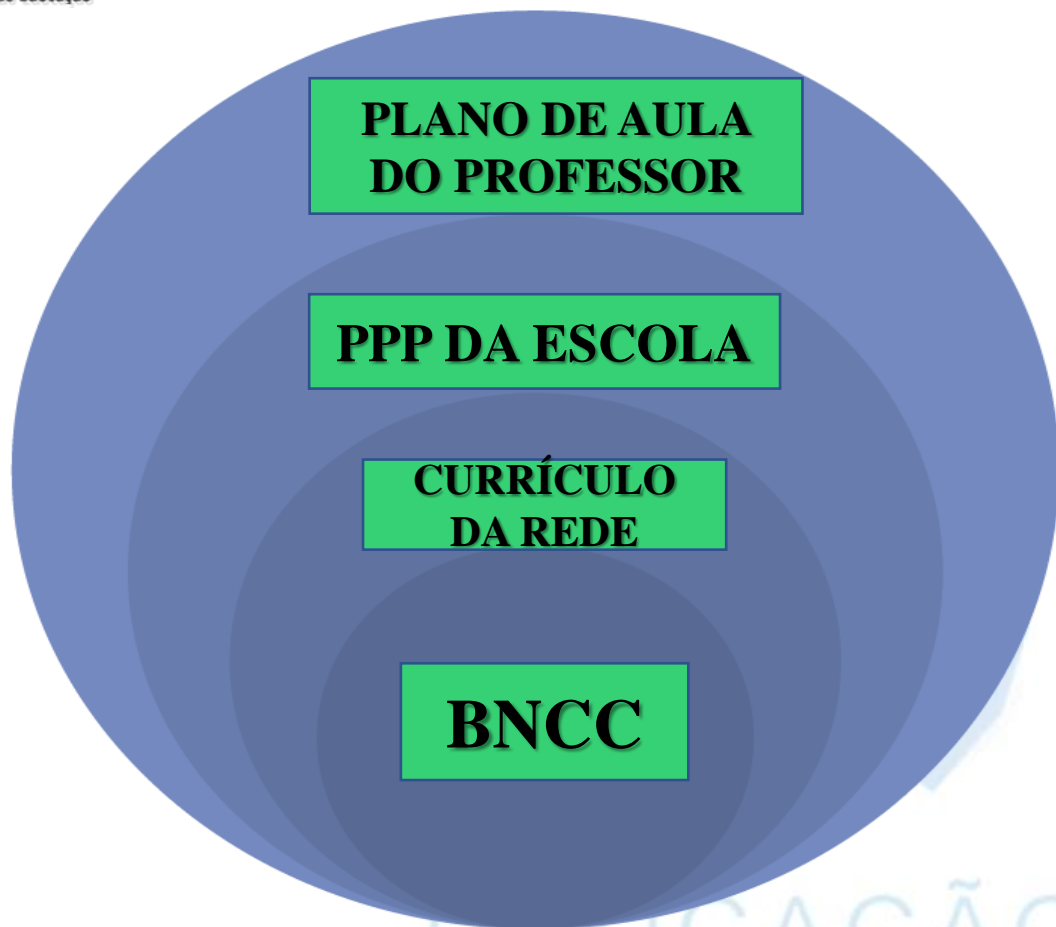 PLANO DE AULA
DO PROFESSOR
PPP DA ESCOLA
CURRÍCULO
DA REDE
BNCC